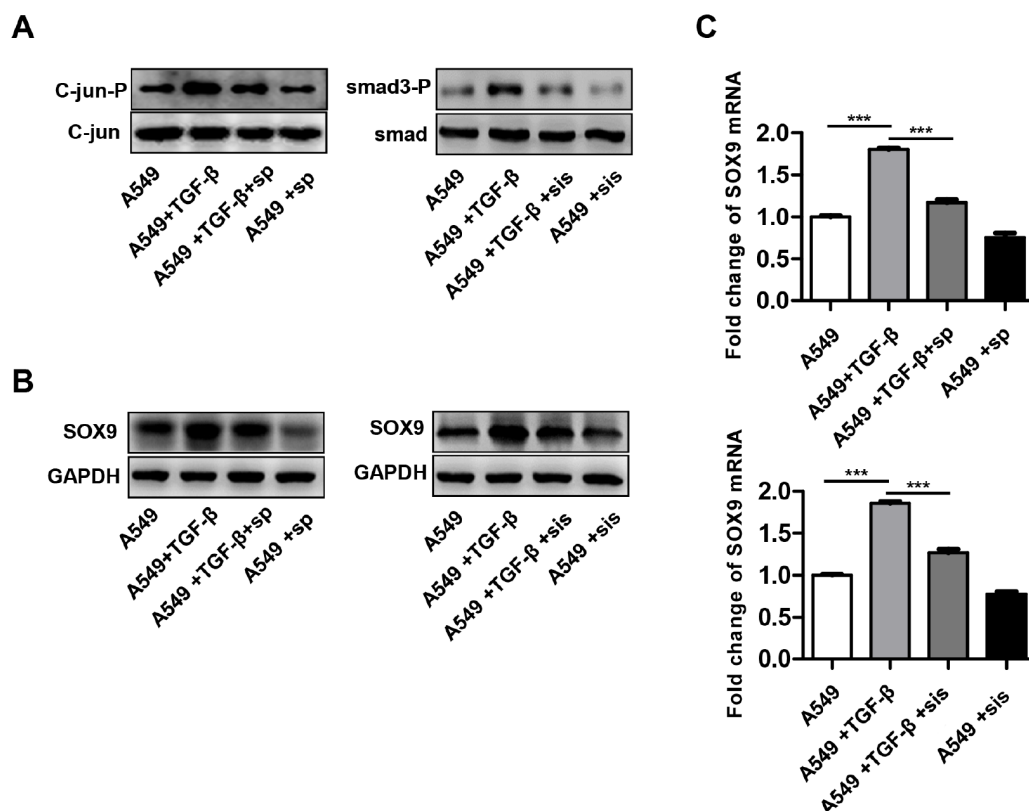 A
C-jun-P
C-jun
A549
A549+TGF-β
A549 +TGF-β+sp
A549 +sp
smad3-P
smad
A549
A549 +TGF-β
A549 +TGF-β +sis
A549 +sis
B
SOX9
GAPDH
A549
A549+TGF-β
A549 +TGF-β+sp
A549 +sp
SOX9
GAPDH
A549
A549 +TGF-β
A549 +TGF-β +sis
A549 +sis
C
Fold change of SOX9 mRNA
2.0
1.5
1.0
0.5
0.0
***
***
A549
A549+TGF-β
A549 +TGF-β+sp
A549 +sp
Fold change of SOX9 mRNA
2.0
1.5
1.0
0.5
0.0
***
***
A549
A549 +TGF-β
A549 +TGF-β +sis
A549 +sis